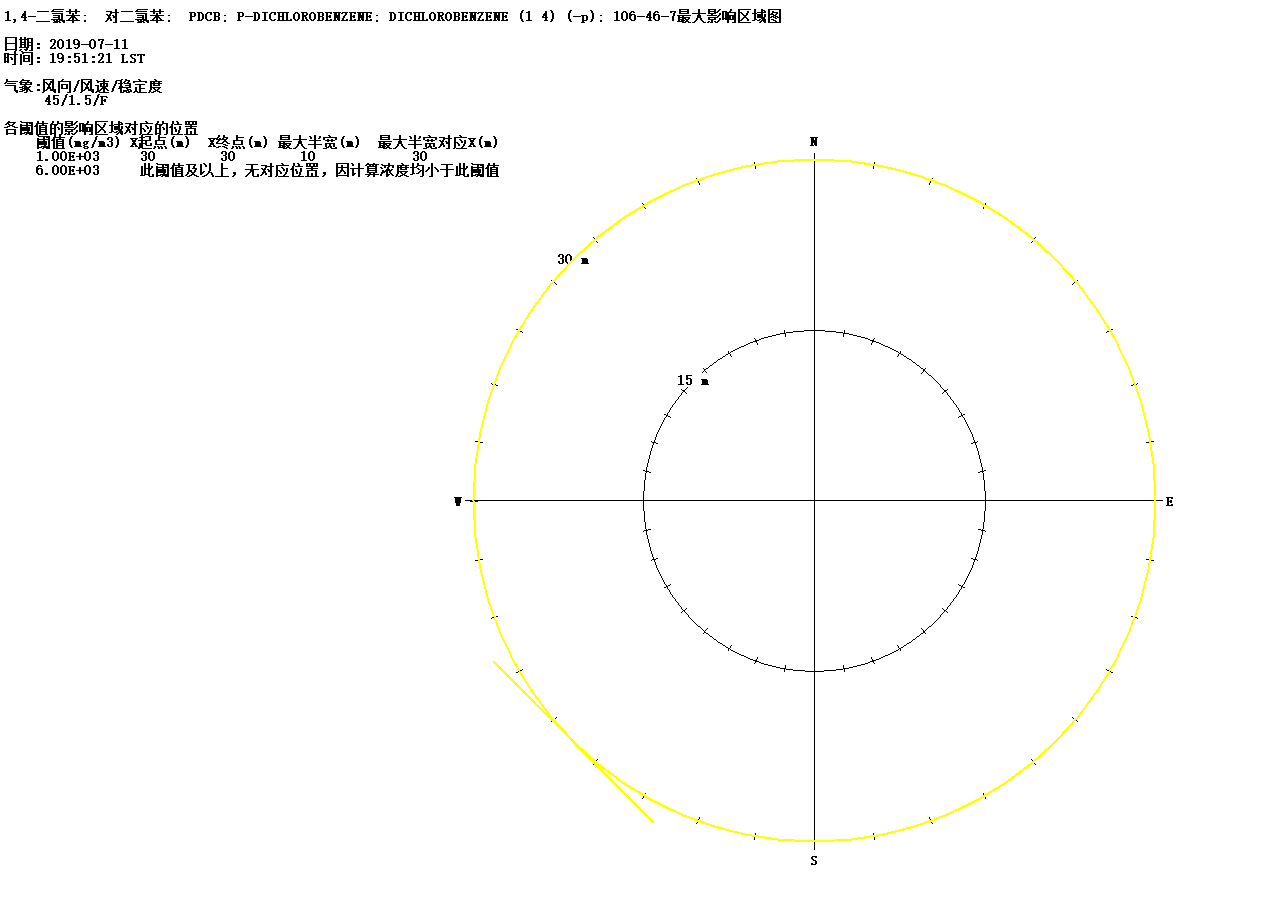 1,4-二氯苯:  对二氯苯:  PDCB: P-DICHLOROBENZENE: DICHLOROBENZENE (1 4) (-p): 106-46-7最大影响区域图
日期: 2019-07-11
时间: 19:51:21 LST
气象:风向/风速/稳定度
45/1.5/F
各阈值的影响区域对应的位置
阈值(mg/m3) X起点(m) X终点(m) 最大半宽(m) 最大半宽对应X(m)
1.00E+03 30 30 10 30
6.00E+03 此阈值及以上,无对应位置,因计算浓度均小于此阈值
N
30 m
15 m
W
E
S